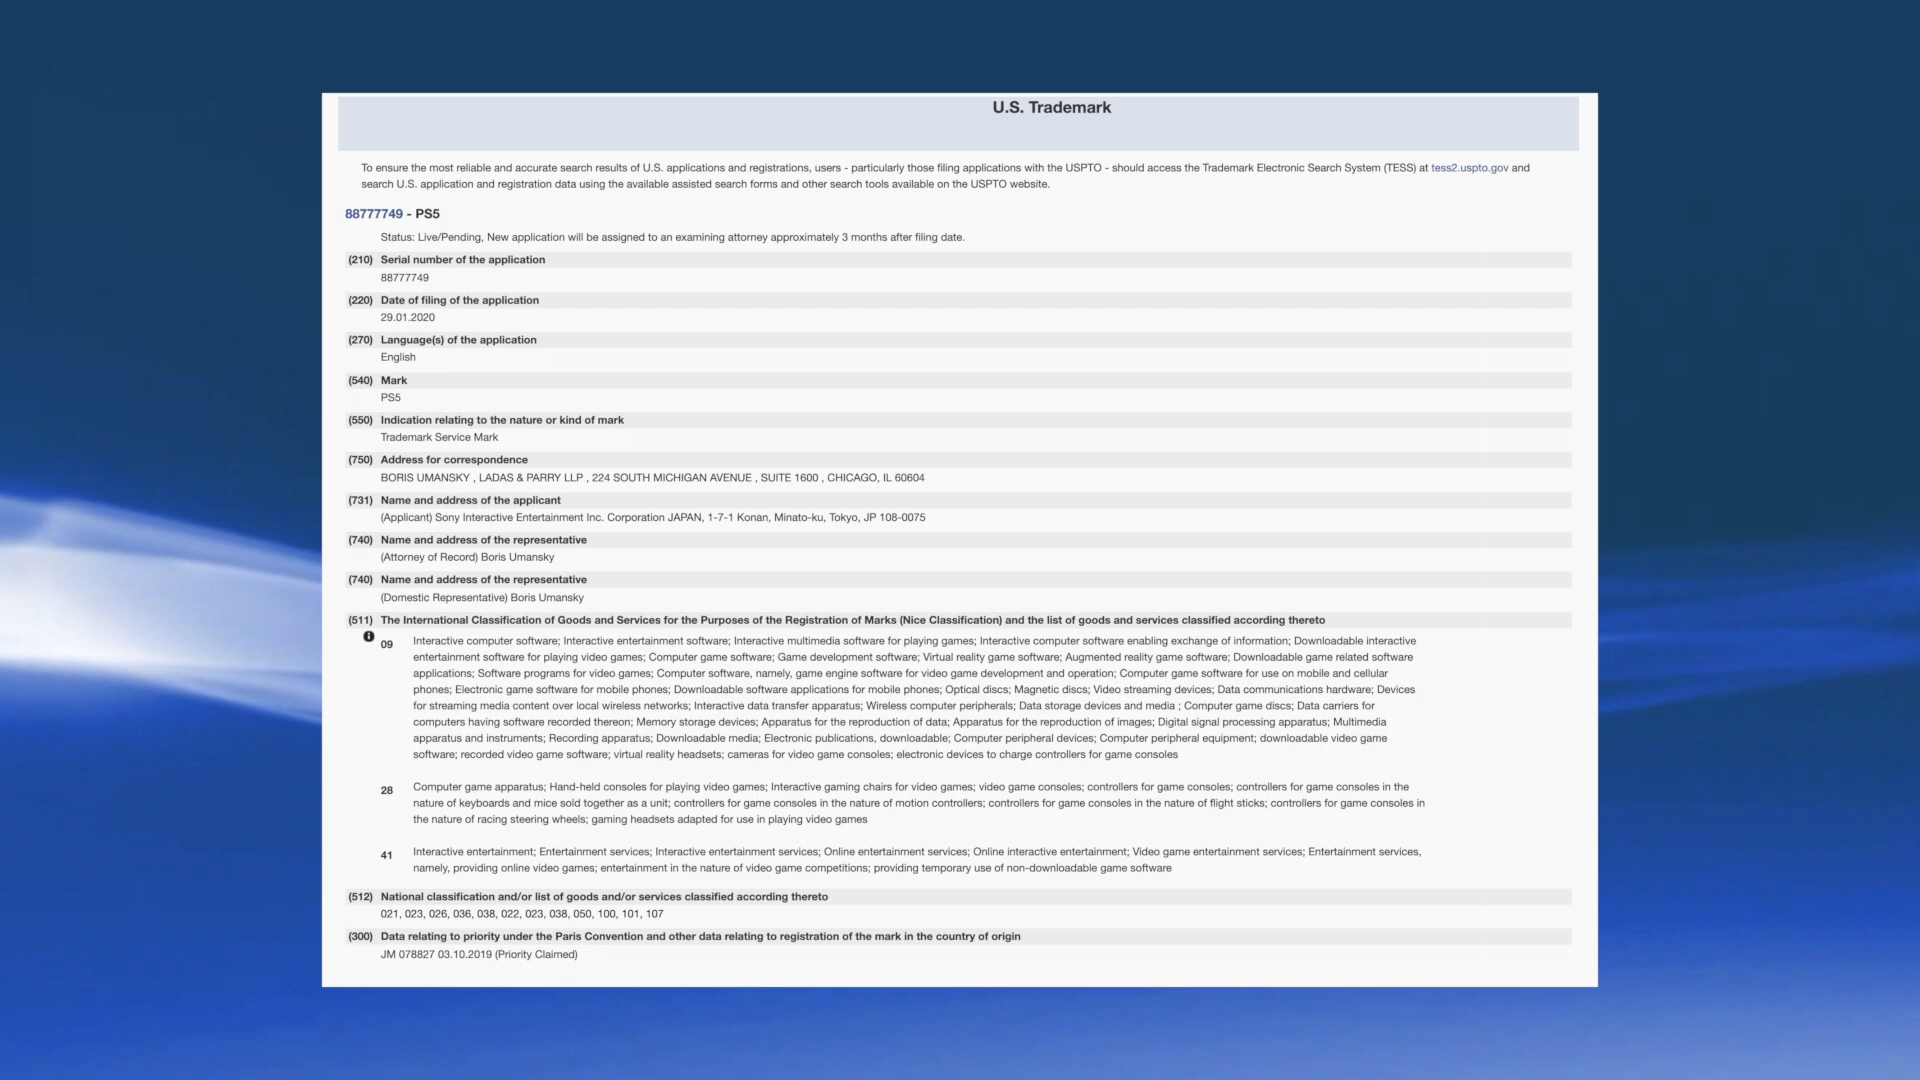 U.S. Trademark
To ensure the most reliable and accurate search results of U.S. applications and registrations, users - particularly those filing applications with the USPTO - should access the Trademark Electronic Search System (TESS) at tess2.uspto.gov and
search U.S. application and registration data using the available assisted search forms and other search tools available on the USPTO website.
88777749 - PS5
Status: Live/Pending, New application will be assigned to an examining attorney approximately 3 months after filing date.
(210) Serial number of the application
88777749
(220) Date of filing of the application
29.01.2020
(270) Language(s) of the application
English
(540) Mark
PS5
(550) Indication relating to the nature or kind of mark
Trademark Service Mark
(750) Address for correspondence
BORIS UMANSKY , LADAS & PARRY LLP , 224 SOUTH MICHIGAN AVENUE , SUITE 1600 , CHICAGO, IL 60604
(731) Name and address of the applicant
(Applicant) Sony Interactive Entertainment Inc. Corporation JAPAN, 1-7-1 Konan, Minato-ku, Tokyo, JP 108-0075
(740) Name and address of the representative
(Attorney of Record) Boris Umansky
(740) Name and address of the representative
(Domestic Representative) Boris Umansky
(511) The International Classification of Goods and Services for the Purposes of the Registration of Marks (Nice Classification) and the list of goods and services classified according thereto
09 Interactive computer software; Interactive entertainment software; Interactive multimedia software for playing games; Interactive computer software enabling exchange of information; Downloadable interactive
entertainment software for playing video games; Computer game software; Game development software; Virtual reality game software; Augmented reality game software; Downloadable game related software
applications; Software programs for video games; Computer software, namely, game engine software for video game development and operation; Computer game software for use on mobile and cellular
phones; Electronic game software for mobile phones; Downloadable software applications for mobile phones; Optical discs; Magnetic discs; Video streaming devices; Data communications hardware; Devices
for streaming media content over local wireless networks; Interactive data transfer apparatus; Wireless computer peripherals; Data storage devices and media ; Computer game discs; Data carriers for
computers having software recorded thereon; Memory storage devices; Apparatus for the reproduction of data; Apparatus for the reproduction of images; Digital signal processing apparatus; Multimedia
apparatus and instruments; Recording apparatus; Downloadable media; Electronic publications, downloadable; Computer peripheral devices; Computer peripheral equipment; downloadable video game
software; recorded video game software; virtual reality headsets; cameras for video game consoles; electronic devices to charge controllers for game consoles
28 Computer game apparatus; Hand-held consoles for playing video games; Interactive gaming chairs for video games; video game consoles; controllers for game consoles; controllers for game consoles in the
nature of keyboards and mice sold together as a unit; controllers for game consoles in the nature of motion controllers; controllers for game consoles in the nature of flight sticks; controllers for game consoles in
the nature of racing steering wheels; gaming headsets adapted for use in playing video games
41 Interactive entertainment; Entertainment services; Interactive entertainment services; Online entertainment services; Online interactive entertainment; Video game entertainment services; Entertainment services,
namely, providing online video games; entertainment in the nature of video game competitions; providing temporary use of non-downloadable game software
(512) National classification and/or list of goods and/or services classified according thereto
021, 023, 026, 036, 038, 022, 023, 038, 050, 100, 101, 107
(300) Data relating to priority under the Paris Convention and other data relating to registration of the mark in the country of origin
JM 078827 03.10.2019 (Priority Claimed)